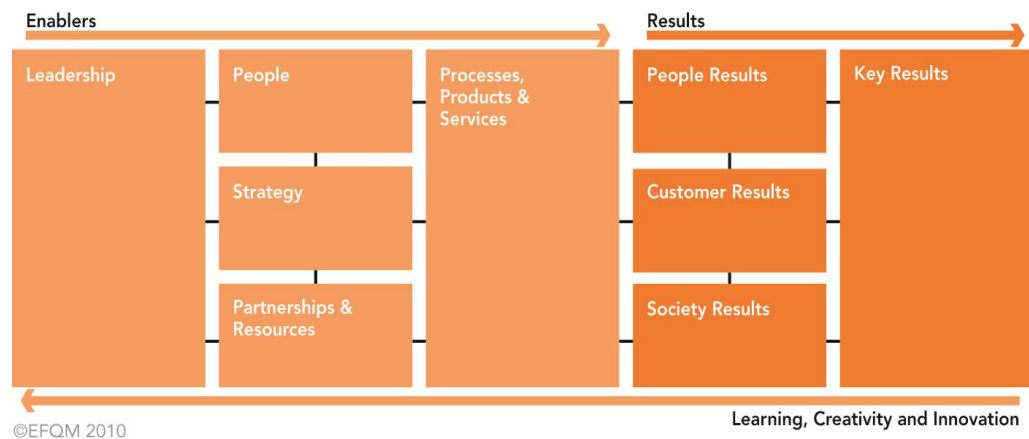 Enablers
Results
Leadership
People
Processes,
Products &
Services
People Results
Key Results
Strategy
Customer Results
Partnerships &
Resources
Society Results
Learning, Creativity and Innovation
©EFQM 2010